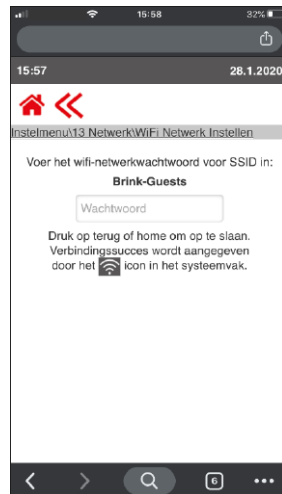 15:58
32%
15:57
28.1.2020
Instelmenu\13 Netwerk\WiFi Netwerk Instellen
Voer het wifi-netwerkwachtwoord voor SSID in:
Brink-Guests
Wachtwoord
Druk op terug of home om op te slaan.
Verbindingssucces wordt aangegeven
door het icon in het systeemvak.
6